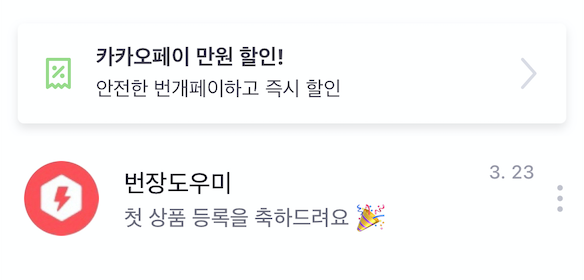 카카오페이 만원 할인!
안전한 번개페이하고 즉시 할인
번장도우미
3. 23
첫 상품 등록을 축하드려요 🎉